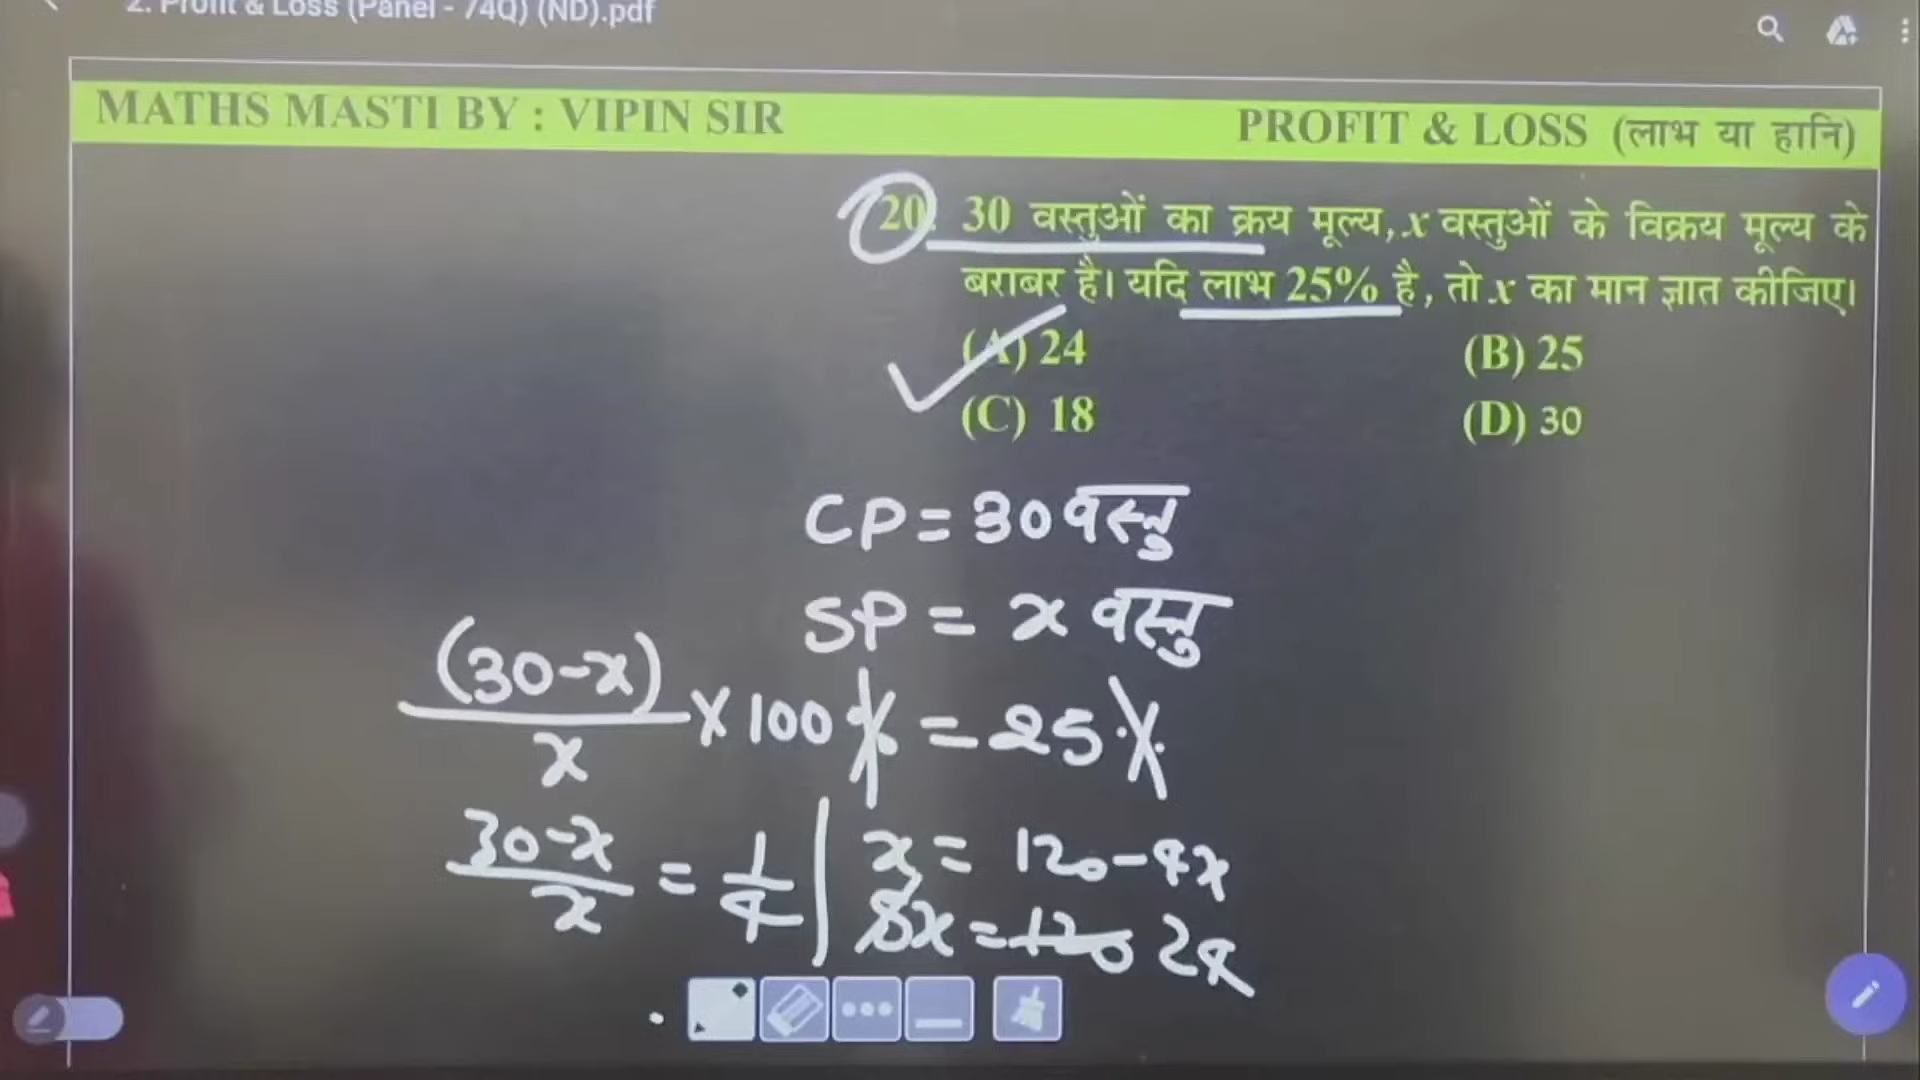 2. Profit & Loss (Panel - 74Q) (ND).pdf
MATHS MASTI BY : VIPIN SIR
PROFIT & LOSS (लाभ या हानि)
20. 30 वस्तुओं का क्रय मूल्य, x वस्तुओं के विक्रय मूल्य के
बराबर है। यदि लाभ 25% है, तो x का मान ज्ञात कीजिए।
(A) 24
(B) 25
(C) 18
(D) 30
CP = 30 वस्तु
SP = x वस्तु
(30-x)/x × 100 % = 25 %
30-x/x = 1/4
x = 120-4x
5x = 120 24